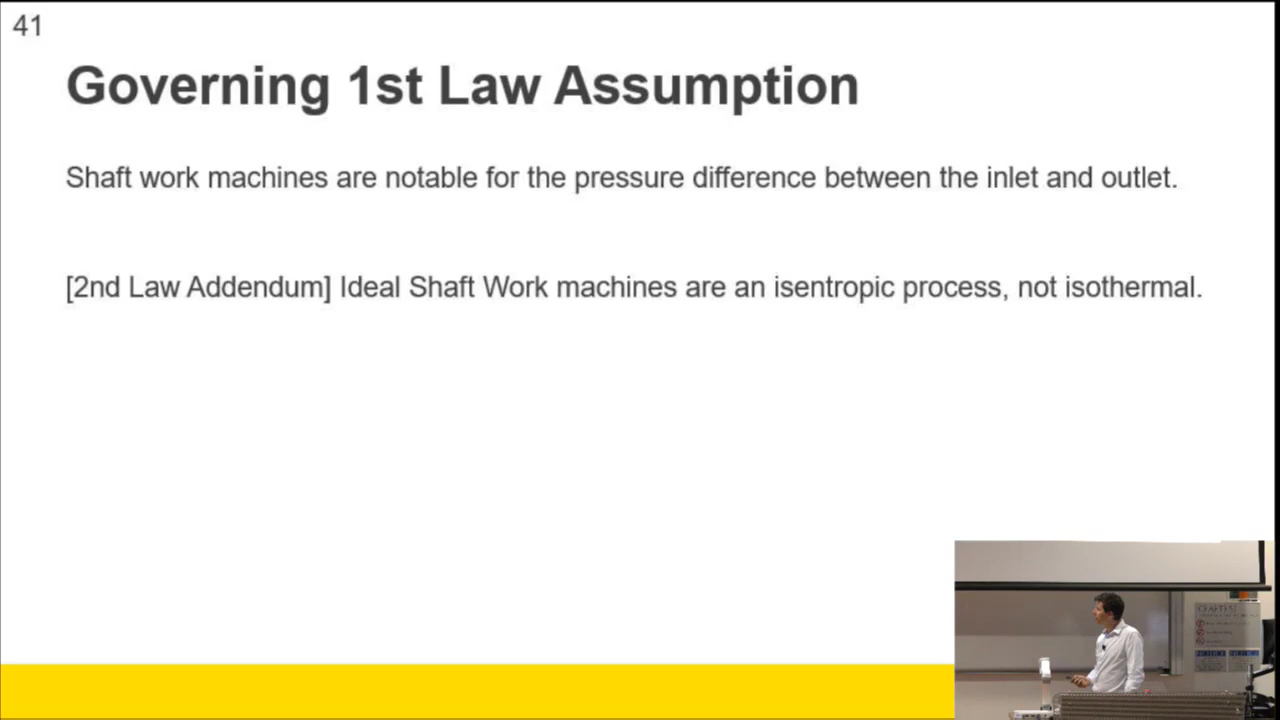 41
Governing 1st Law Assumption
Shaft work machines are notable for the pressure difference between the inlet and outlet.
[2nd Law Addendum] Ideal Shaft Work machines are an isentropic process, not isothermal.